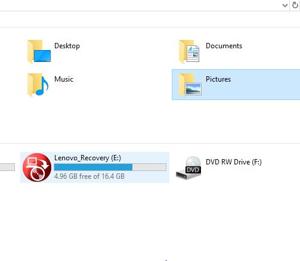 Desktop
Documents
Music
Pictures
Lenovo_Recovery (E:)
4.96 GB free of 16.4 GB
DVD RW Drive (F:)
DVD